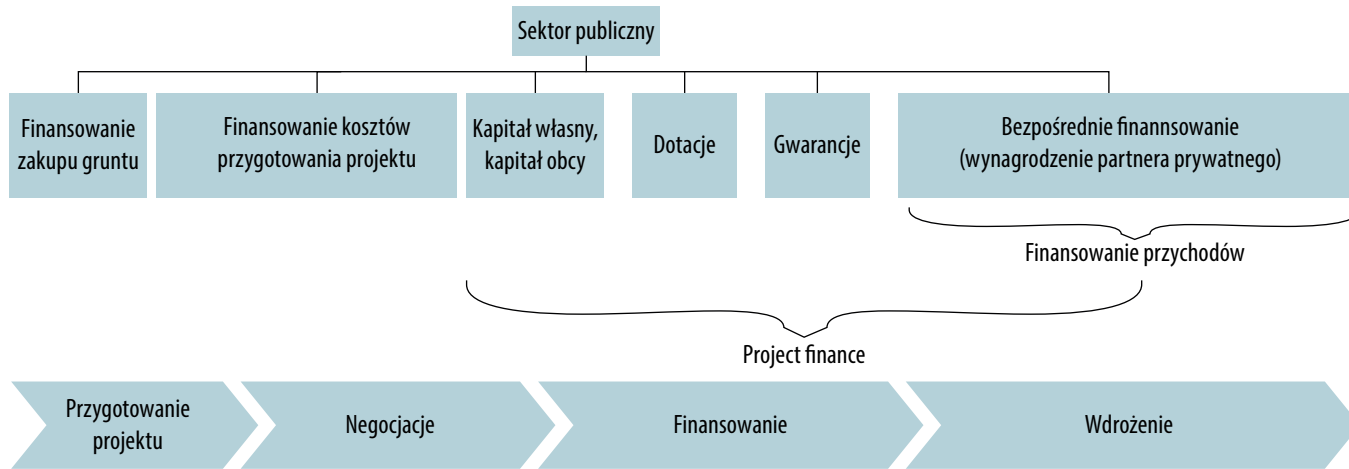 Sektor publiczny
Finansowanie
zakupu gruntu
Finansowanie kosztów
przygotowania projektu
Kapitał własny,
kapitał obcy
Dotacje
Gwarancje
Bezpośrednie finannsowanie
(wynagrodzenie partnera prywatnego)
Finansowanie przychodów
Project finance
Przygotowanie
projektu
Negocjacje
Finansowanie
Wdrożenie